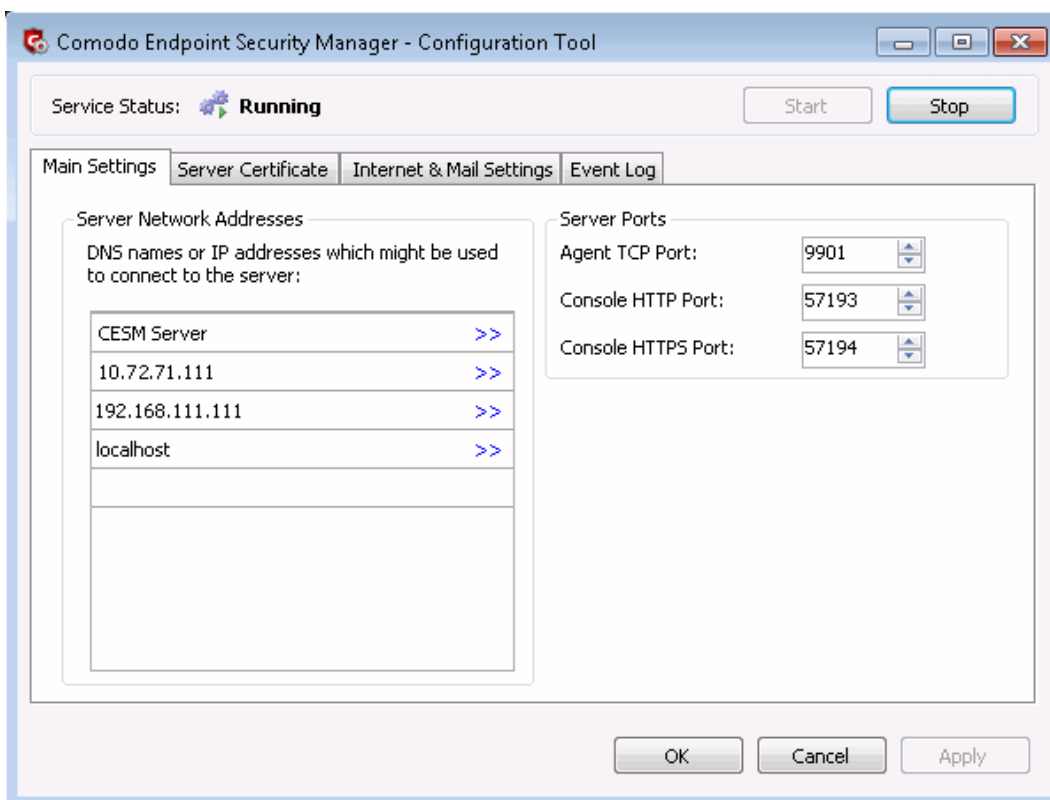 Comodo Endpoint Security Manager - Configuration Tool
Service Status: Running
Start
Stop
Main Settings
Server Certificate
Internet & Mail Settings
Event Log
Server Network Addresses
DNS names or IP addresses which might be used
to connect to the server:
CESM Server >>
10.72.71.111 >>
192.168.111.111 >>
localhost >>
Server Ports
Agent TCP Port: 9901
Console HTTP Port: 57193
Console HTTPS Port: 57194
OK
Cancel
Apply